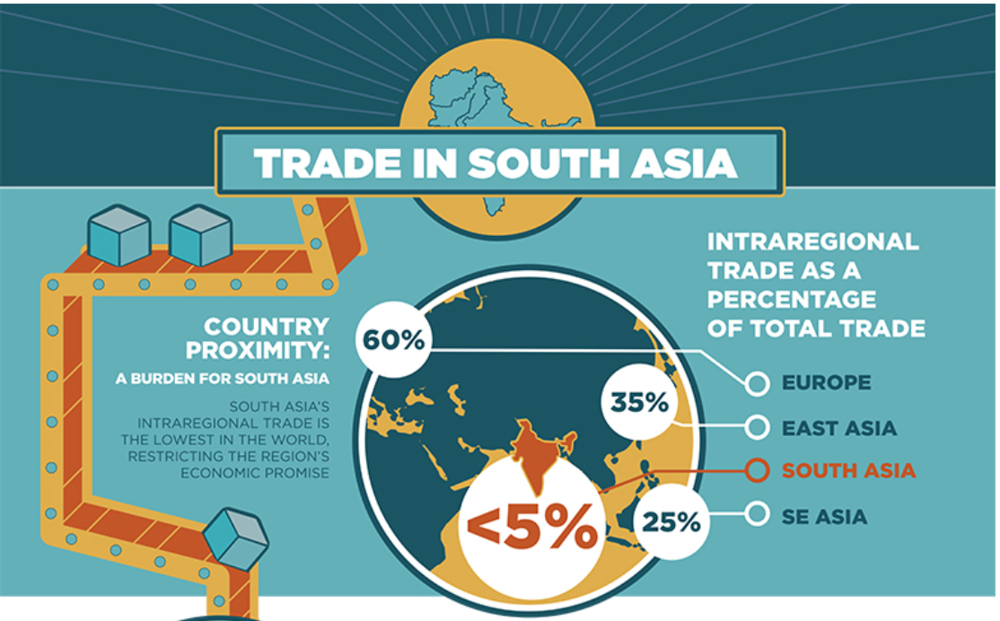 TRADE IN SOUTH ASIA
COUNTRY
PROXIMITY:
A BURDEN FOR SOUTH ASIA
SOUTH ASIA'S
INTRAREGIONAL TRADE IS
THE LOWEST IN THE WORLD,
RESTRICTING THE REGION'S
ECONOMIC PROMISE
INTRAREGIONAL
TRADE AS A
PERCENTAGE
OF TOTAL TRADE
60%
EUROPE
35%
EAST ASIA
<5%
SOUTH ASIA
25%
SE ASIA